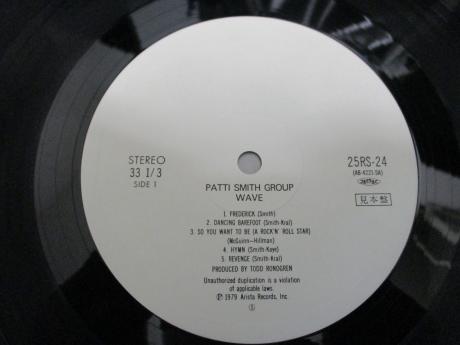 STEREO
33 1/3
SIDE 1
25RS-24
(AB-4221-SA)
JASRAC
見本盤
PATTI SMITH GROUP
WAVE
1. FREDERICK (Smith)
2. DANCING BAREFOOT (Smith-Kral)
3. SO YOU WANT TO BE (A ROCK'N' ROLL STAR)
(McGuinn-Hillman)
4. HYMN (Smith-Kaye)
5. REVENGE (Smith-Kral)
PRODUCED BY TODD RONDGREN
Unauthorized duplication is a violation
of applicable laws.
Ⓟ 1979 Arista Records, Inc.
Ⓢ